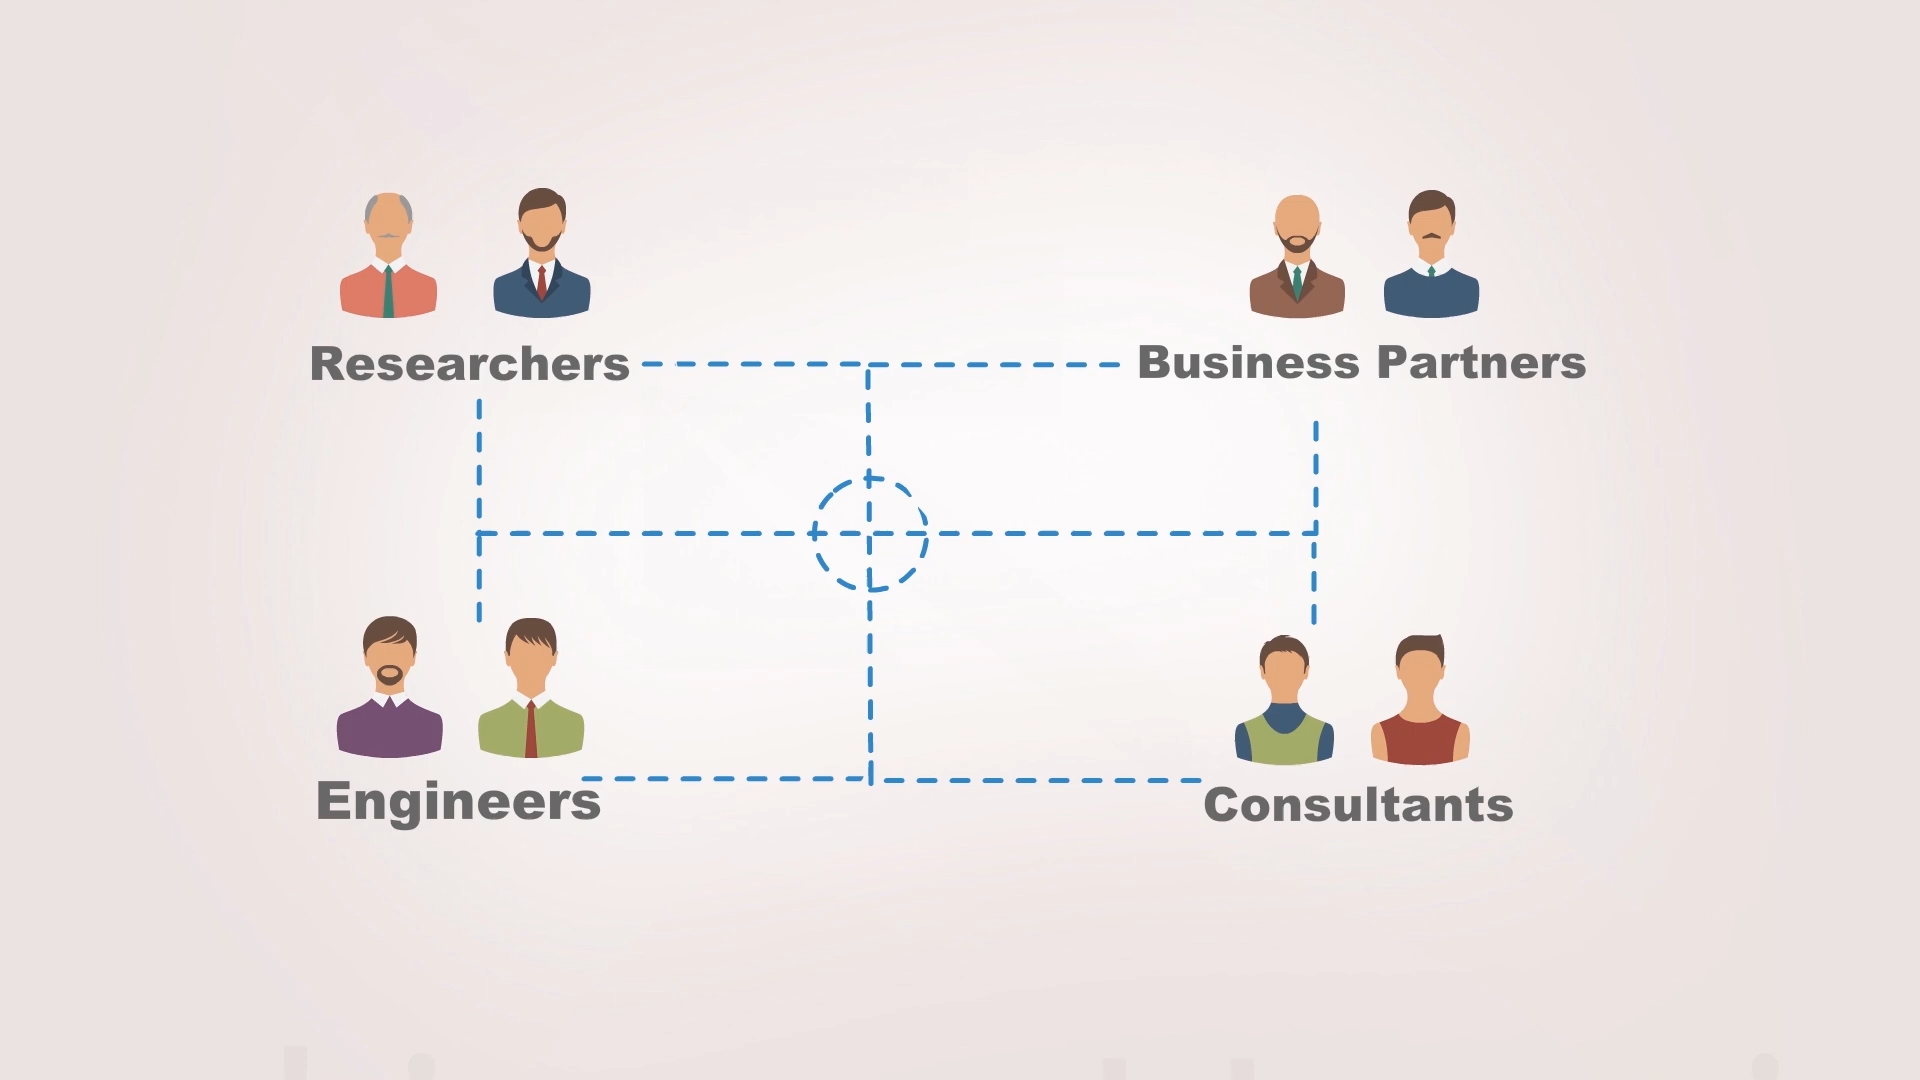 Researchers
Business Partners
Engineers
Consultants